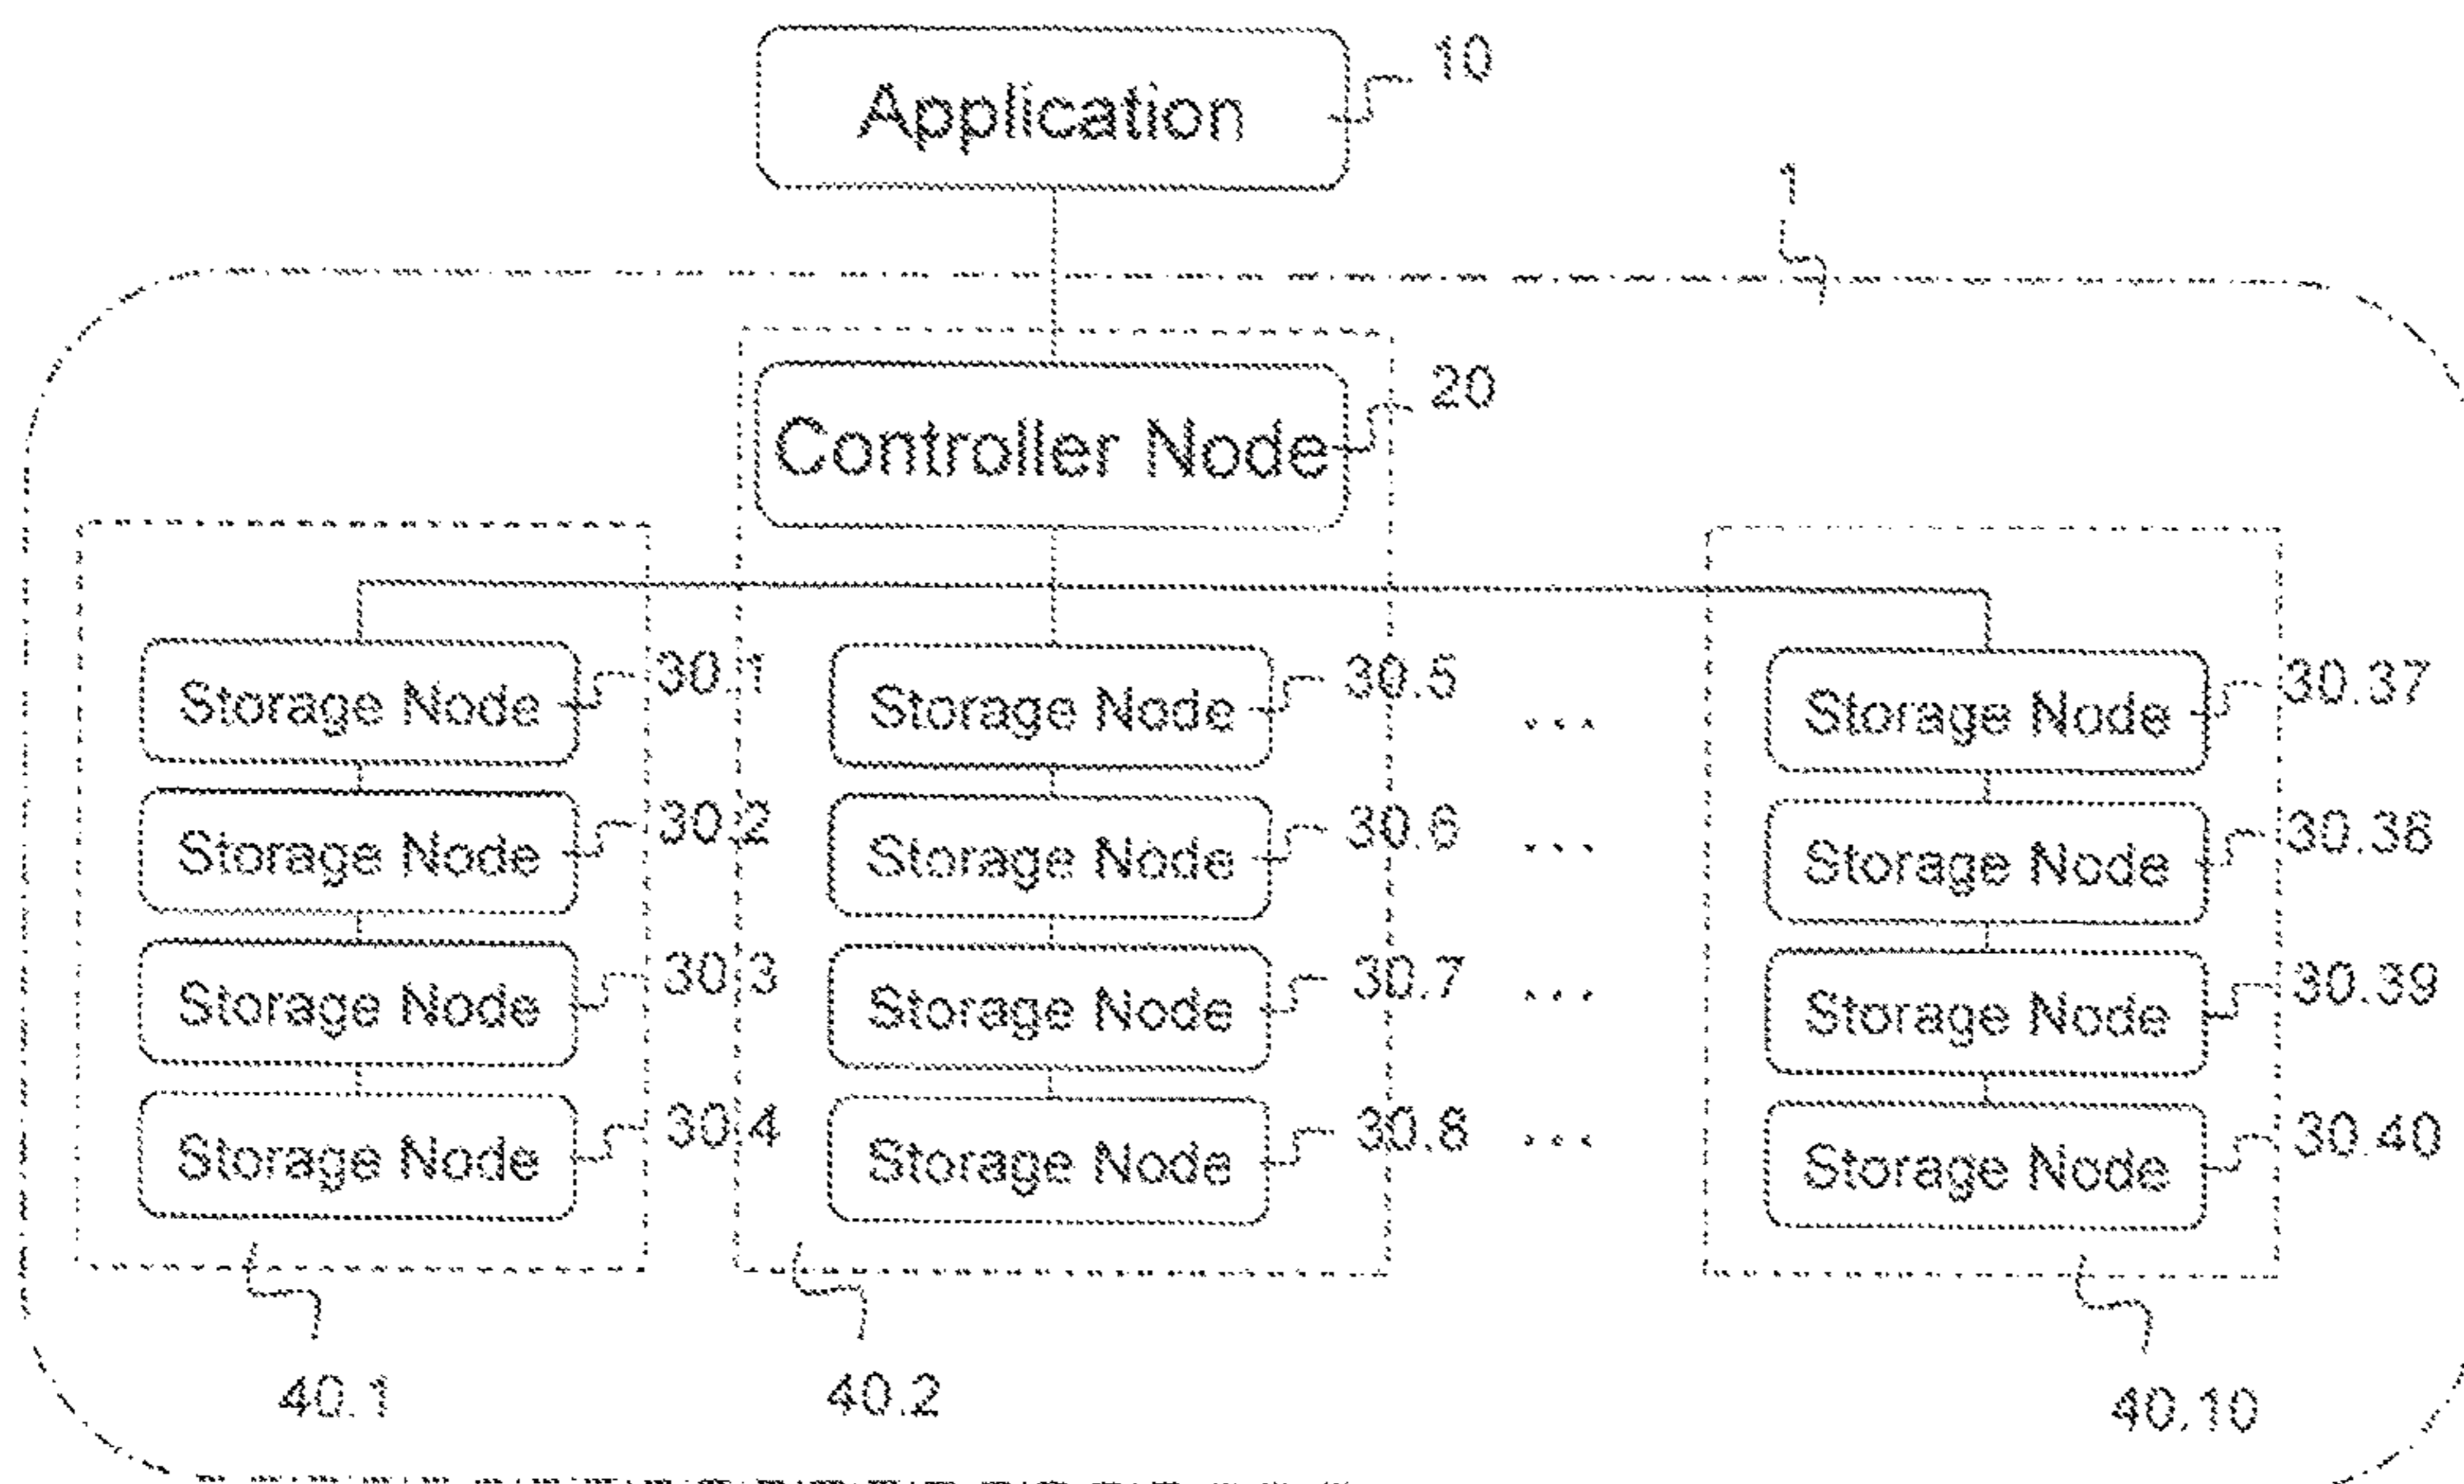 Application 10
1
Controller Node 20
Storage Node 30.1 Storage Node 30.5 ... Storage Node 30.37
Storage Node 30.2 Storage Node 30.6 ... Storage Node 30.38
Storage Node 30.3 Storage Node 30.7 ... Storage Node 30.39
Storage Node 30.4 Storage Node 30.8 ... Storage Node 30.40
40.1 40.2 40.10